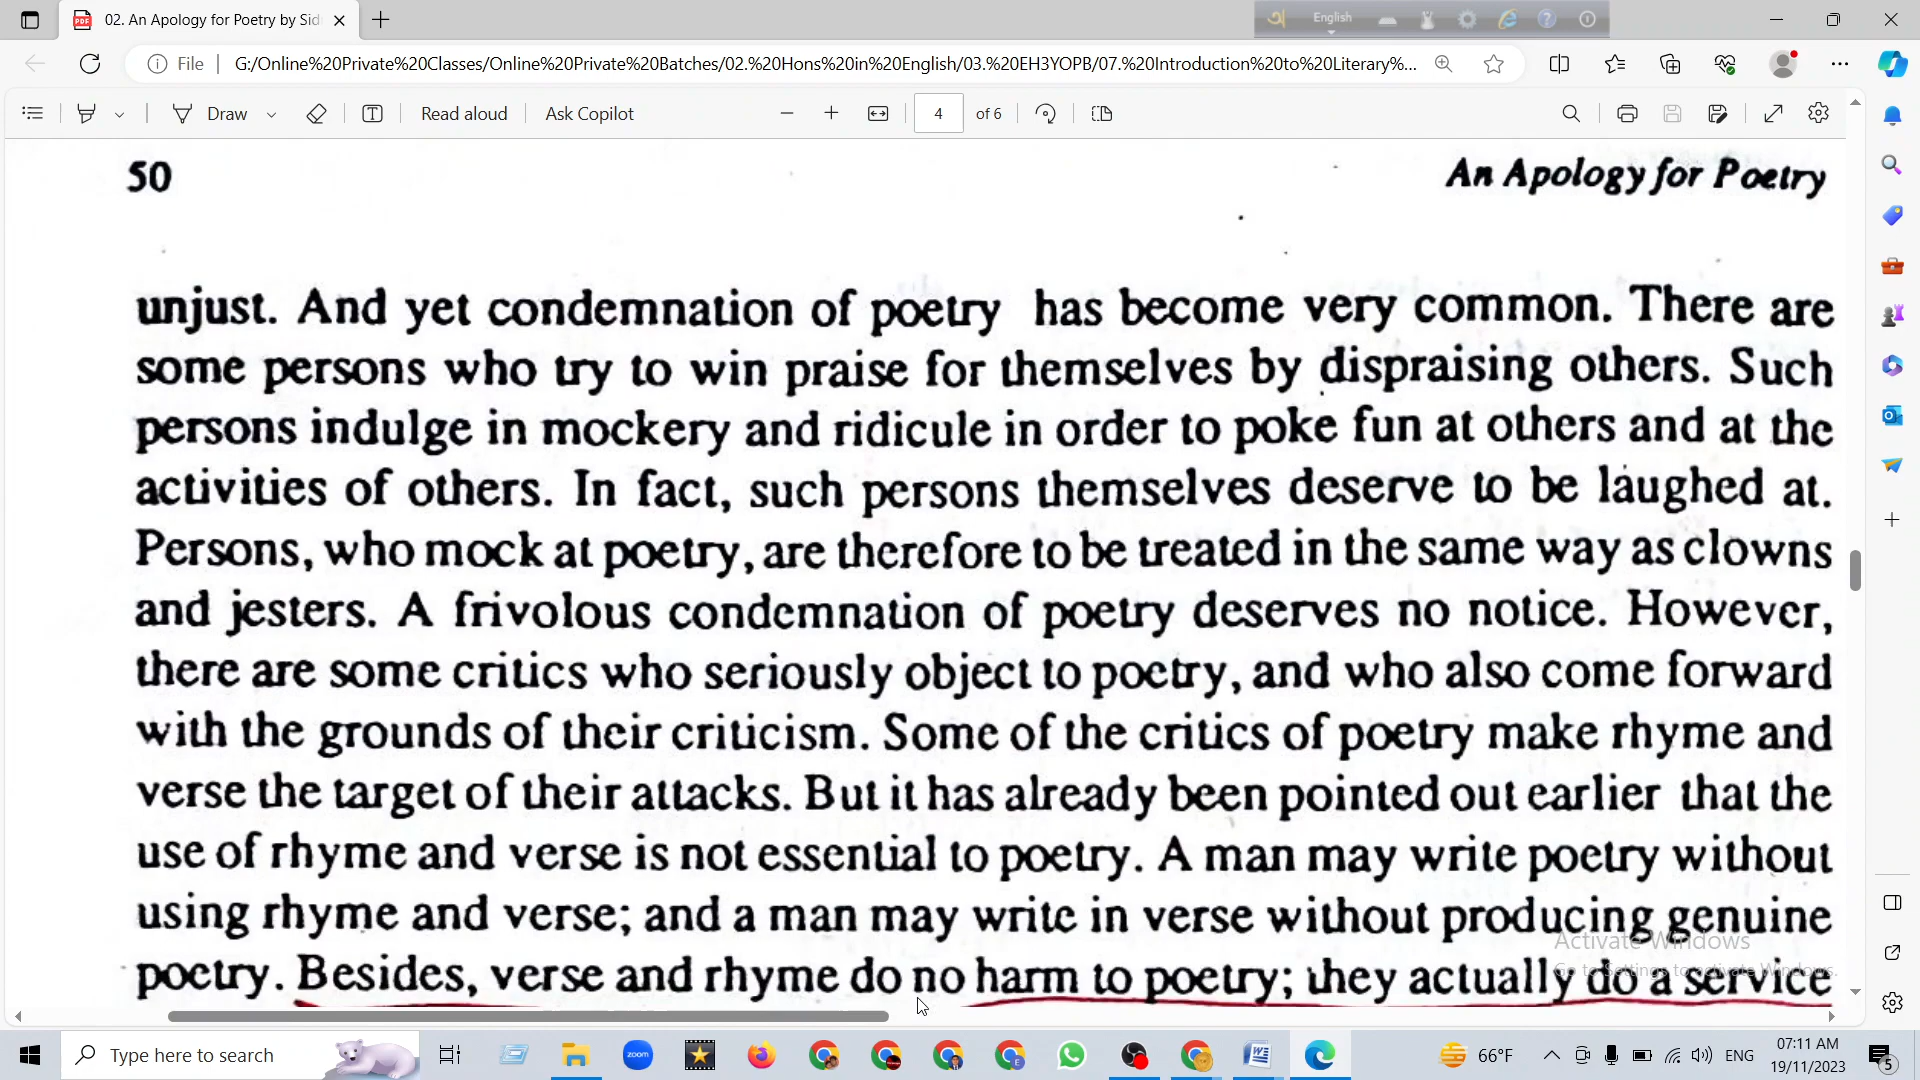 02. An Apology for Poetry by Sid
English
File
G:/Online%20Private%20Classes/Online%20Private%20Batches/02.%20Hons%20in%20English/03.%20EH3YOPB/07.%20Introduction%20to%20Literary%...
Draw
Read aloud
Ask Copilot
4 of 6
50
An Apology for Poetry
unjust. And yet condemnation of poetry has become very common. There are
some persons who try to win praise for themselves by dispraising others. Such
persons indulge in mockery and ridicule in order to poke fun at others and at the
activities of others. In fact, such persons themselves deserve to be laughed at.
Persons, who mock at poetry, are therefore to be treated in the same way as clowns
and jesters. A frivolous condemnation of poetry deserves no notice. However,
there are some critics who seriously object to poetry, and who also come forward
with the grounds of their criticism. Some of the critics of poetry make rhyme and
verse the target of their attacks. But it has already been pointed out earlier that the
use of rhyme and verse is not essential to poetry. A man may write poetry without
using rhyme and verse; and a man may write in verse without producing genuine
poetry. Besides, verse and rhyme do no harm to poetry; they actually do a service
Activate Windows
Go to Settings to activate Windows.
Type here to search
zoom
66°F
ENG
07:11 AM
19/11/2023
5